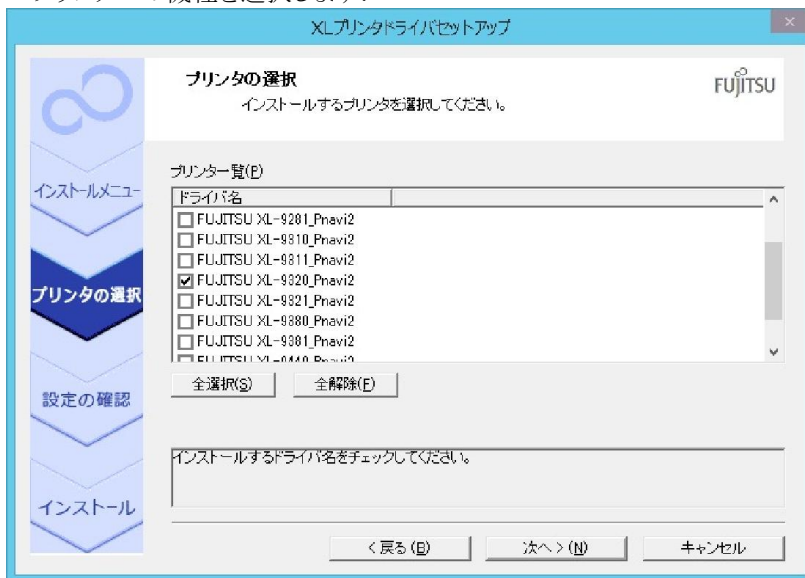 XLプリンタドライバセットアップ
プリンタの選択
インストールするプリンタを選択してください。
FUJITSU
インストールメニュー
プリンタの選択
設定の確認
インストール
プリンター覧(P)
ドライバ名
FUJITSU XL-9281_Pnavi2
FUJITSU XL-9310_Pnavi2
FUJITSU XL-9311_Pnavi2
FUJITSU XL-9320_Pnavi2
FUJITSU XL-9321_Pnavi2
FUJITSU XL-9380_Pnavi2
FUJITSU XL-9381_Pnavi2
全選択(S)
全解除(F)
インストールするドライバ名をチェックしてください。
< 戻る (B)
次へ > (N)
キャンセル